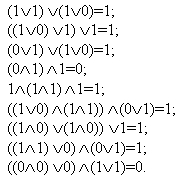 (1∨1) ∨(1∨0)=1;
((1∨0) ∨1) ∨1=1;
(0∨1) ∨(1∨0)=1;
(0∧1) ∧1=0;
1∧(1∧1) ∧1=1;
((1∨0) ∧(1∧1)) ∧(0∨1)=1;
((1∧0) ∨(1∧0)) ∨1=1;
((1∧1) ∨0) ∧(0∨1)=1;
((0∧0) ∨0) ∧(1∨1)=0.